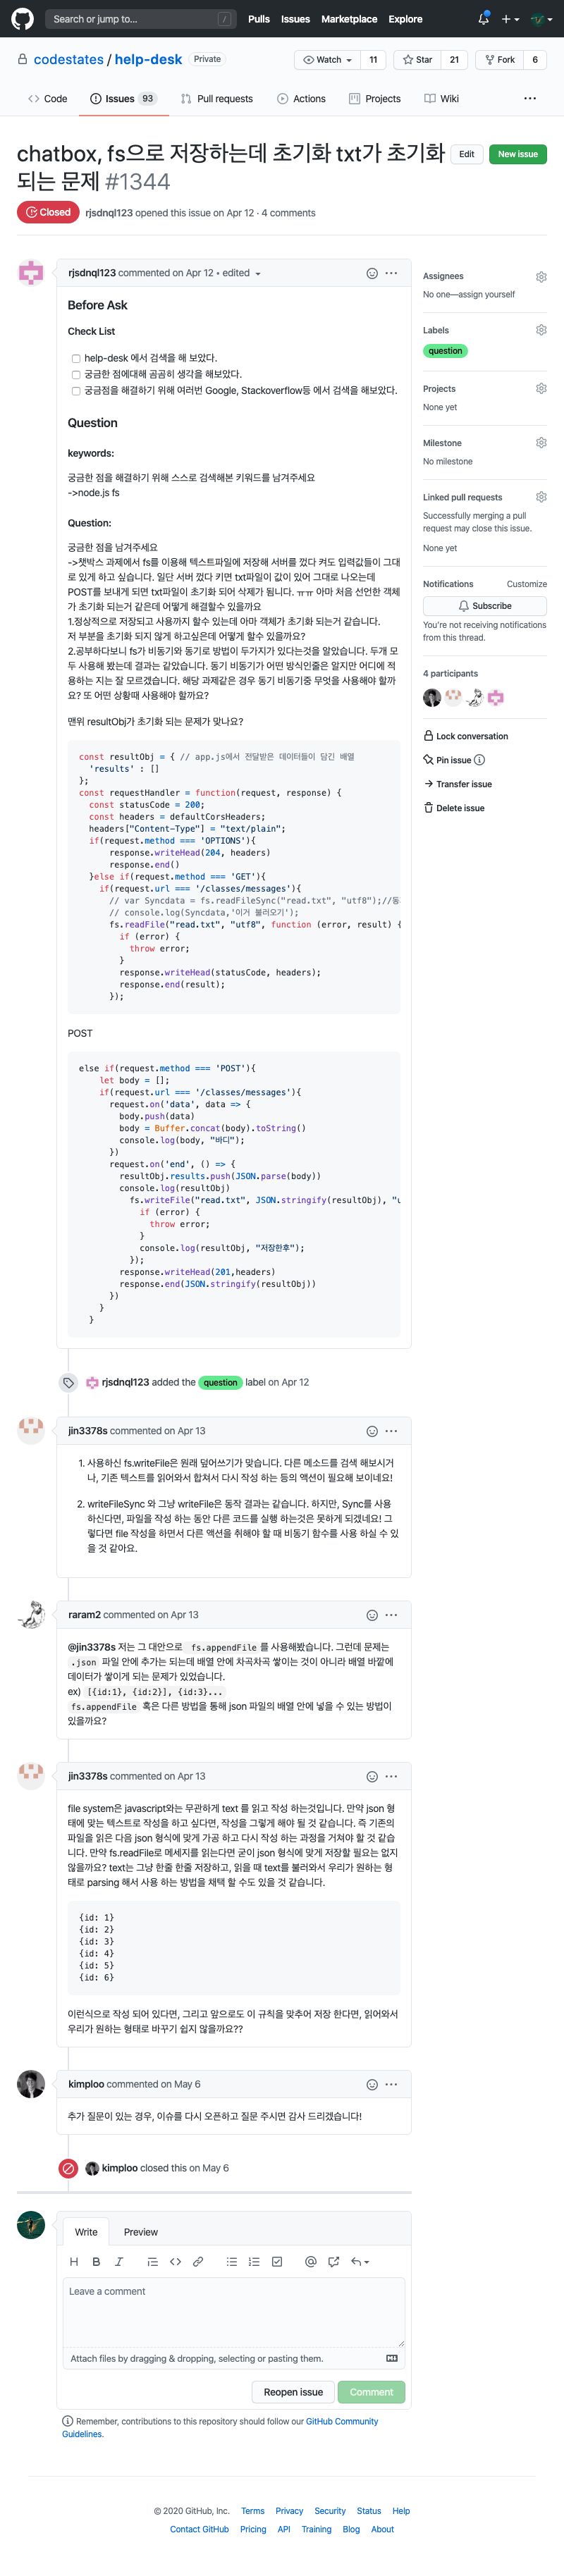 Search or jump to... /
Pulls Issues Marketplace Explore
codestates / help-desk Private
Watch 11 Star 21 Fork 6
Code Issues 93 Pull requests Actions Projects Wiki
chatbox, fs으로 저장하는데 초기화 txt가 초기화
되는 문제 #1344
Edit New issue
Closed rjsdnql123 opened this issue on Apr 12 · 4 comments
rjsdnql123 commented on Apr 12 • edited
Before Ask
Check List
help-desk 에서 검색을 해 보았다.
궁금한 점에대해 곰곰히 생각을 해보았다.
궁금점을 해결하기 위해 여러번 Google, Stackoverflow등 에서 검색을 해보았다.
Question
keywords:
궁금한 점을 해결하기 위해 스스로 검색해본 키워드를 남겨주세요
->node.js fs
Question:
궁금한 점을 남겨주세요
->챗박스 과제에서 fs를 이용해 텍스트파일에 저장해 서버를 껐다 켜도 입력값들이 그대
로 있게 하고 싶습니다. 일단 서버 껐다 키면 txt파일이 값이 있어 그대로 나오는데
POST를 보내게 되면 txt파일이 초기화 되어 삭제가 됨니다. ㅠㅠ 아마 처음 선언한 객체
가 초기화 되는거 같은데 어떻게 해결할수 있을까요
1.정상적으로 저장되고 사용까지 할수 있는데 아마 객체가 초기화 되는거 같습니다.
저 부분을 초기화 되지 않게 하고싶은데 어떻게 할수 있을까요?
2.공부하다보니 fs가 비동기와 동기로 방법이 두가지가 있다는것을 알았습니다. 두개 모
두 사용해 봤는데 결과는 같았습니다. 동기 비동기가 어떤 방식인줄은 알지만 어디에 적
용하는 지는 잘 모르겠습니다. 해당 과제같은 경우 동기 비동기중 무엇을 사용해야 할까
요? 또 어떤 상황때 사용해야 할까요?
맨위 resultObj가 초기화 되는 문제가 맞나요?
const resultObj = { // app.js에서 전달받은 데이터들이 담긴 배열
'results' : []
};
const requestHandler = function(request, response) {
const statusCode = 200;
const headers = defaultCorsHeaders;
headers["Content-Type"] = "text/plain";
if(request.method === 'OPTIONS'){
response.writeHead(204, headers)
response.end()
}else if(request.method === 'GET'){
if(request.url === '/classes/messages'){
// var Syncdata = fs.readFileSync("read.txt", "utf8");//동
// console.log(Syncdata,'이거 불러오기');
fs.readFile("read.txt", "utf8", function (error, result) {
if (error) {
throw error;
}
response.writeHead(statusCode, headers);
response.end(result);
});
POST
else if(request.method === 'POST'){
let body = [];
if(request.url === '/classes/messages'){
request.on('data', data => {
body.push(data)
body = Buffer.concat(body).toString()
console.log(body, "바디");
})
request.on('end', () => {
resultObj.results.push(JSON.parse(body))
console.log(resultObj)
fs.writeFile("read.txt", JSON.stringify(resultObj), "u
if (error) {
throw error;
}
console.log(resultObj, "저장한후");
});
response.writeHead(201,headers)
response.end(JSON.stringify(resultObj))
})
}
}
rjsdnql123 added the question label on Apr 12
jin3378s commented on Apr 13
1. 사용하신 fs.writeFile은 원래 덮어쓰기가 맞습니다. 다른 메소드를 검색 해보시거
나, 기존 텍스트를 읽어와서 합쳐서 다시 작성 하는 등의 액션이 필요해 보이네요!
2. writeFileSync 와 그냥 writeFile은 동작 결과는 같습니다. 하지만, Sync를 사용
하신다면, 파일을 작성 하는 동안 다른 코드를 실행 하는것은 못하게 되겠네요! 그
렇다면 file 작성을 하면서 다른 액션을 취해야 할 때 비동기 함수를 사용 하실 수 있
을 것 같아요.
raram2 commented on Apr 13
@jin3378s 저는 그 대안으로 fs.appendFile 를 사용해봤습니다. 그런데 문제는
.json 파일 안에 추가는 되는데 배열 안에 차곡차곡 쌓이는 것이 아니라 배열 바깥에
데이터가 쌓이게 되는 문제가 있었습니다.
ex) [{id:1}, {id:2}], {id:3}...
fs.appendFile 혹은 다른 방법을 통해 json 파일의 배열 안에 넣을 수 있는 방법이
있을까요?
jin3378s commented on Apr 13
file system은 javascript와는 무관하게 text 를 읽고 작성 하는것입니다. 만약 json 형
태에 맞는 텍스트로 작성을 하고 싶다면, 작성을 그렇게 해야 될 것 같습니다. 즉 기존의
파일을 읽은 다음 json 형식에 맞게 가공 하고 다시 작성 하는 과정을 거쳐야 할 것 같습
니다. 만약 fs.readFile로 메세지를 읽는다면 굳이 json 형식에 맞게 저장할 필요는 없지
않을까요? text는 그냥 한줄 한줄 저장하고, 읽을 때 text를 불러와서 우리가 원하는 형
태로 parsing 해서 사용 하는 방법을 채택 할 수도 있을 것 같습니다.
{id: 1}
{id: 2}
{id: 3}
{id: 4}
{id: 5}
{id: 6}
이런식으로 작성 되어 있다면, 그리고 앞으로도 이 규칙을 맞추어 저장 한다면, 읽어와서
우리가 원하는 형태로 바꾸기 쉽지 않을까요??
kimploo commented on May 6
추가 질문이 있는 경우, 이슈를 다시 오픈하고 질문 주시면 감사 드리겠습니다!
kimploo closed this on May 6
Write Preview
Leave a comment
Attach files by dragging & dropping, selecting or pasting them.
Reopen issue Comment
Remember, contributions to this repository should follow our GitHub Community
Guidelines.
Assignees
No one—assign yourself
Labels
question
Projects
None yet
Milestone
No milestone
Linked pull requests
Successfully merging a pull
request may close this issue.
None yet
Notifications Customize
Subscribe
You're not receiving notifications
from this thread.
4 participants
Lock conversation
Pin issue
Transfer issue
Delete issue
© 2020 GitHub, Inc. Terms Privacy Security Status Help
Contact GitHub Pricing API Training Blog About